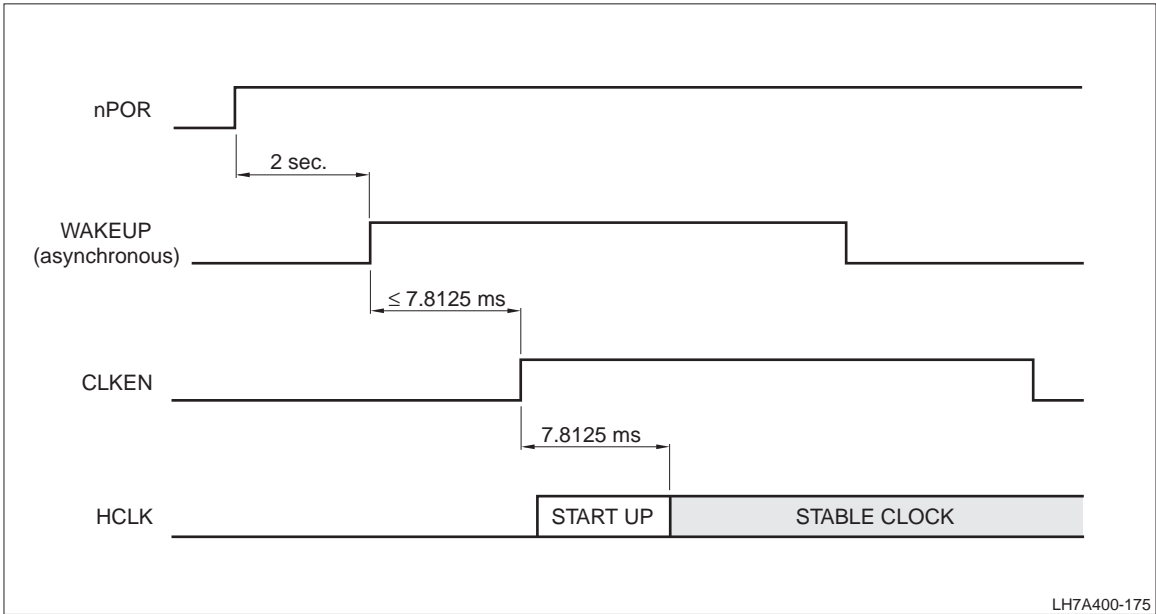 nPOR
2 sec.
WAKEUP
(asynchronous)
≤ 7.8125 ms
CLKEN
7.8125 ms
HCLK
START UP
STABLE CLOCK
LH7A400-175